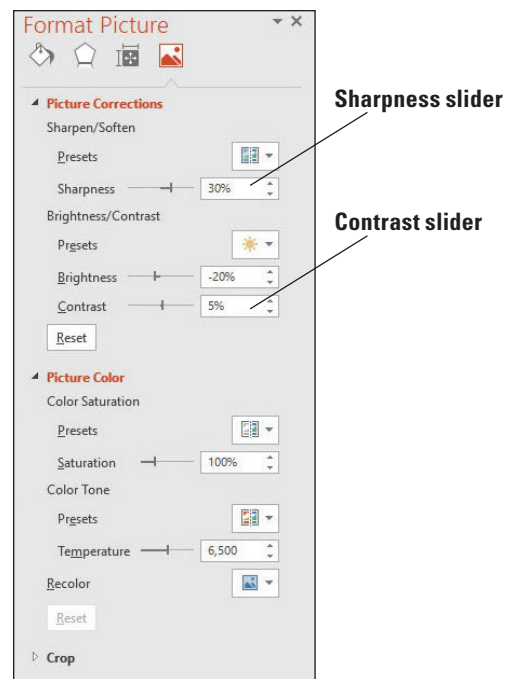 Format Picture
Picture Corrections
Sharpness slider
Sharpen/Soften
Presets
Sharpness 30%
Brightness/Contrast
Contrast slider
Presets
Brightness -20%
Contrast 5%
Reset
Picture Color
Color Saturation
Presets
Saturation 100%
Color Tone
Presets
Temperature 6,500
Recolor
Reset
Crop